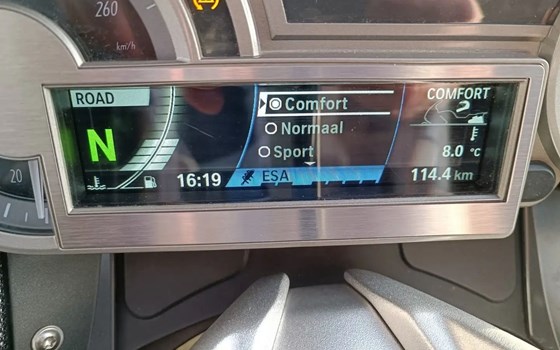 260
km/h
20
ROAD
N
16:19
Comfort
Normaal
Sport
ESA
COMFORT
8.0 °C
114.4 km